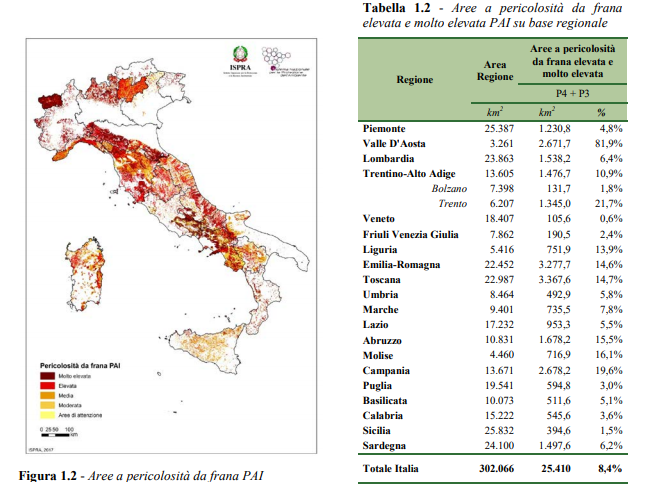 Tabella 1.2 - Aree a pericolosità da frana
elevata e molto elevata PAI su base regionale
Regione Area Regione Aree a pericolosità da frana elevata e molto elevata
P4 + P3
km² km² %
Piemonte 25.387 1.230,8 4,8%
Valle D'Aosta 3.261 2.671,7 81,9%
Lombardia 23.863 1.538,2 6,4%
Trentino-Alto Adige 13.605 1.476,7 10,9%
Bolzano 7.398 131,7 1,8%
Trento 6.207 1.345,0 21,7%
Veneto 18.407 105,6 0,6%
Friuli Venezia Giulia 7.862 190,5 2,4%
Liguria 5.416 751,9 13,9%
Emilia-Romagna 22.452 3.277,7 14,6%
Toscana 22.987 3.367,6 14,7%
Umbria 8.464 492,9 5,8%
Marche 9.401 735,5 7,8%
Lazio 17.232 953,3 5,5%
Abruzzo 10.831 1.678,2 15,5%
Molise 4.460 716,9 16,1%
Campania 13.671 2.678,2 19,6%
Puglia 19.541 594,8 3,0%
Basilicata 10.073 511,6 5,1%
Calabria 15.222 545,6 3,6%
Sicilia 25.832 394,6 1,5%
Sardegna 24.100 1.497,6 6,2%
Totale Italia 302.066 25.410 8,4%
ISPRA
Pericolosità da frana PAI
Molto elevata
Elevata
Media
Moderata
Aree di attenzione
0 25 50 100
km
ISPRA, 2017
Figura 1.2 - Aree a pericolosità da frana PAI